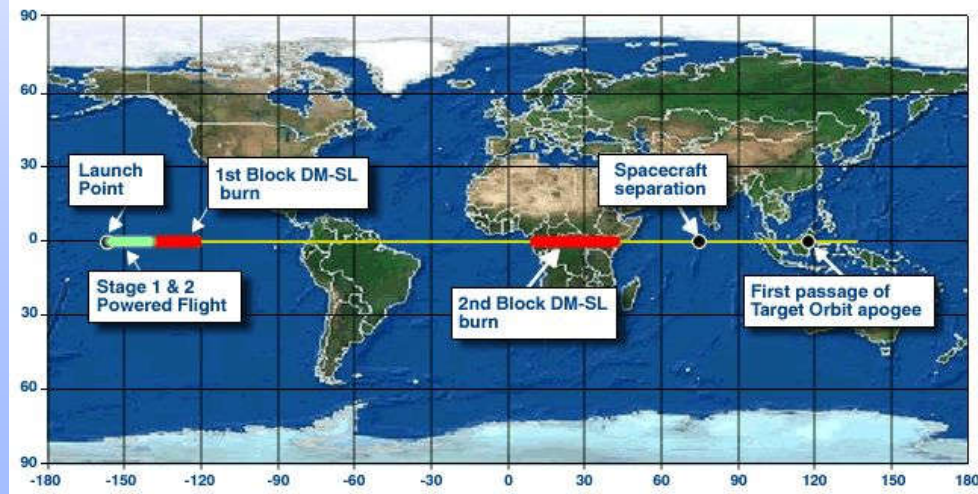 90
60
30
0
30
60
90
Launch
Point
1st Block DM-SL
burn
Spacecraft
separation
Stage 1 & 2
Powered Flight
2nd Block DM-SL
burn
First passage of
Target Orbit apogee
-180 -150 -120 -90 -60 -30 0 30 60 90 120 150 180